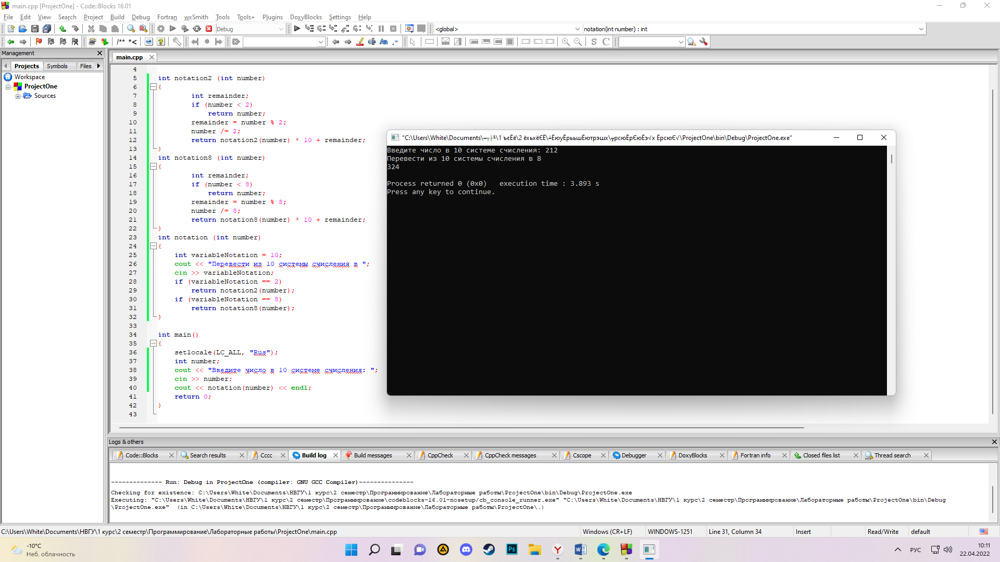 main.cpp [ProjectOne] - Code::Blocks 16.01
File Edit View Search Project Build Debug Fortran wxSmith Tools Tools+ Plugins DoxyBlocks Settings Help
Debug
<global>
notation(int number) : int
/** *<
Aa .*
S C
Management
Projects Symbols Files
Workspace
ProjectOne
Sources
main.cpp
4
5 int notation2 (int number)
6 {
7 int remainder;
8 if (number < 2)
9 return number;
10 remainder = number % 2;
11 number /= 2;
12 return notation2(number) * 10 + remainder;
13 }
14 int notation8 (int number)
15 {
16 int remainder;
17 if (number < 8)
18 return number;
19 remainder = number % 8;
20 number /= 8;
21 return notation8(number) * 10 + remainder;
22 }
23 int notation (int number)
24 {
25 int variableNotation = 10;
26 cout << "Перевести из 10 системы счисления в ";
27 cin >> variableNotation;
28 if (variableNotation == 2)
29 return notation2(number);
30 if (variableNotation == 8)
31 return notation8(number);
32 }
33
34 int main()
35 {
36 setlocale(LC_ALL, "Rus");
37 int number;
38 cout << "Введите число в 10 системе счисления: ";
39 cin >> number;
40 cout << notation(number) << endl;
41 return 0;
42 }
43
"C:\Users\White\Documents\═┬├╙\1 ъєЁё\2 ёхьхёЄЁ\╧ЁюуЁрььшЁютрэшх\╦рсюЁрЄюЁэ√х ЁрсюЄ√\ProjectOne\bin\Debug\ProjectOne.exe"
Введите число в 10 системе счисления: 212
Перевести из 10 системы счисления в 8
324
Process returned 0 (0x0)   execution time : 3.893 s
Press any key to continue.
Logs & others
Code::Blocks Search results Cccc Build log Build messages CppCheck CppCheck messages Cscope Debugger DoxyBlocks Fortran info Closed files list Thread search
-------------- Run: Debug in ProjectOne (compiler: GNU GCC Compiler)---------------
Checking for existence: C:\Users\White\Documents\НВГУ\1 курс\2 семестр\Программирование\Лабораторные работы\ProjectOne\bin\Debug\ProjectOne.exe
Executing: "C:\Users\White\Documents\НВГУ\1 курс\2 семестр\Программирование\codeblocks-16.01-nosetup/cb_console_runner.exe" "C:\Users\White\Documents\НВГУ\1 курс\2 семестр\Программирование\Лабораторные работы\ProjectOne\bin\Debug
\ProjectOne.exe"  (in C:\Users\White\Documents\НВГУ\1 курс\2 семестр\Программирование\Лабораторные работы\ProjectOne\.)
C:\Users\White\Documents\НВГУ\1 курс\2 семестр\Программирование\Лабораторные работы\ProjectOne\main.cpp
Windows (CR+LF) WINDOWS-1251 Line 31, Column 34 Insert Read/Write default
-10°C
Неб. облачность
Ps
РУС
10:11
22.04.2022